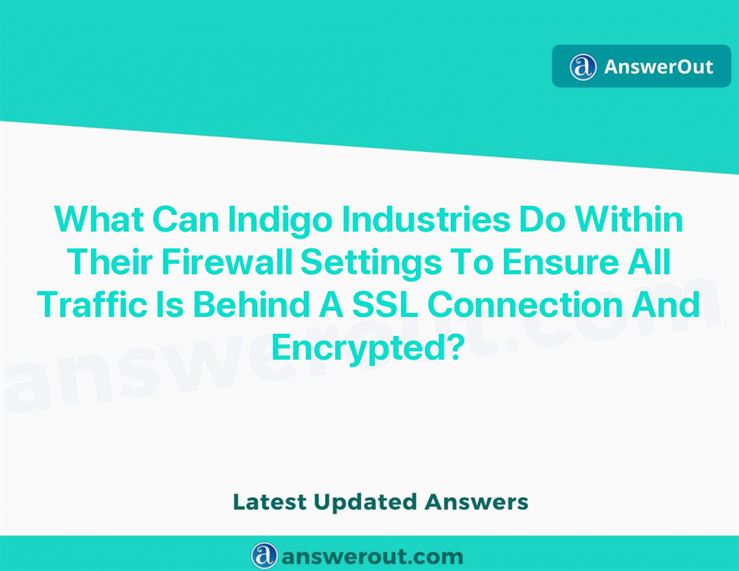 AnswerOut
What Can Indigo Industries Do Within
Their Firewall Settings To Ensure All
Traffic Is Behind A SSL Connection And
Encrypted?
answerout.com
Latest Updated Answers
answerout.com